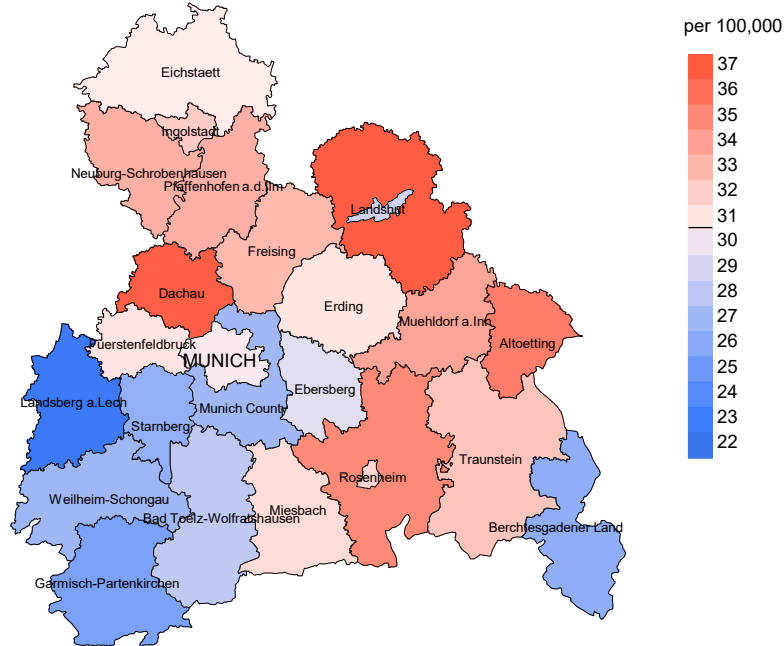 per 100,000
37
36
35
34
33
32
31
30
29
28
27
26
25
24
23
22
Eichstaett
Ingolstadt
Neuburg-Schrobenhausen
Pfaffenhofen a.d.Ilm
Landshut
Freising
Dachau
Erding
Muehldorf a.Inn
Altoetting
Fuerstenfeldbruck
MUNICH
Ebersberg
Landsberg a.Lech
Munich County
Starnberg
Traunstein
Rosenheim
Weilheim-Schongau
Miesbach
Bad Toelz-Wolfratshausen
Berchtesgadener Land
Garmisch-Partenkirchen